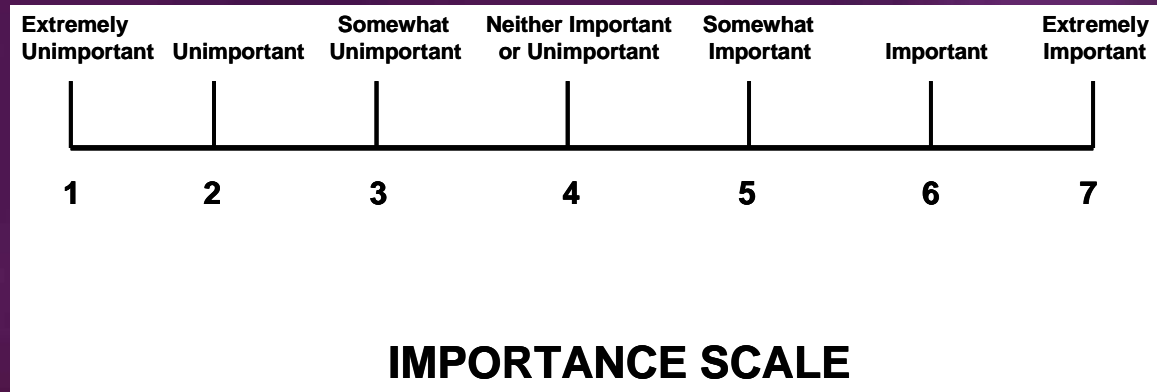 Extremely Unimportant
Unimportant
Somewhat Unimportant
Neither Important or Unimportant
Somewhat Important
Important
Extremely Important
1 2 3 4 5 6 7
IMPORTANCE SCALE